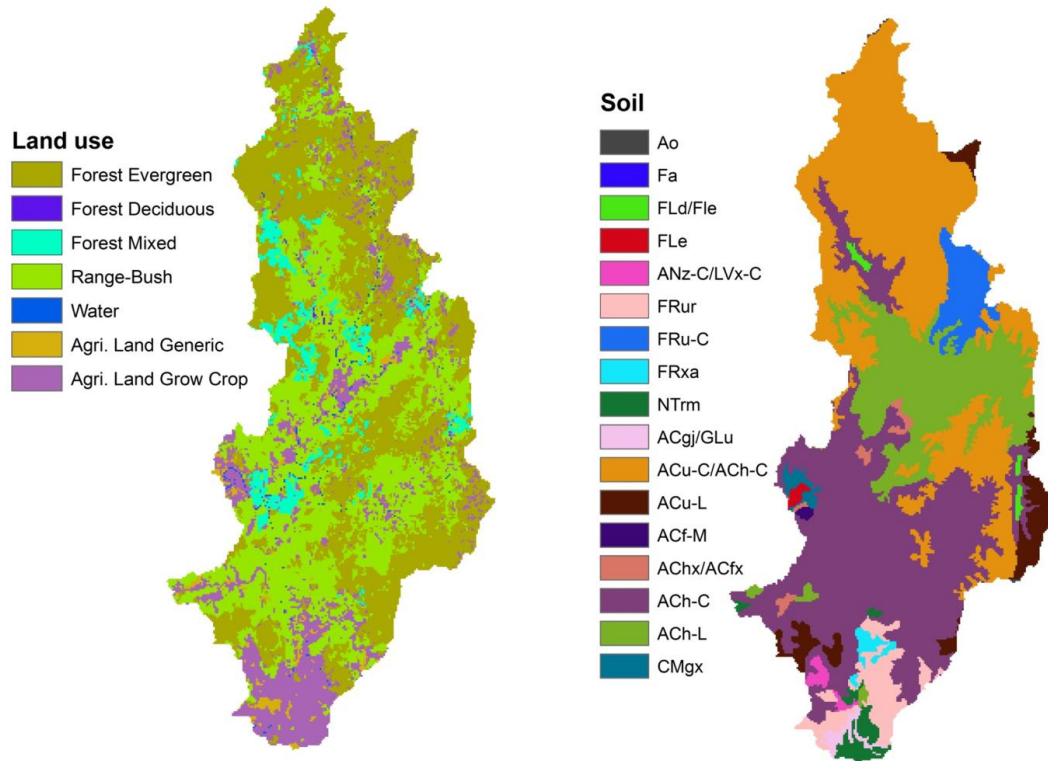 Land use
Forest Evergreen
Forest Deciduous
Forest Mixed
Range-Bush
Water
Agri. Land Generic
Agri. Land Grow Crop
Soil
Ao
Fa
FLd/Fle
FLe
ANz-C/LVx-C
FRur
FRu-C
FRxa
NTrm
ACgj/GLu
ACu-C/ACh-C
ACu-L
ACf-M
AChx/ACfx
ACh-C
ACh-L
CMgx